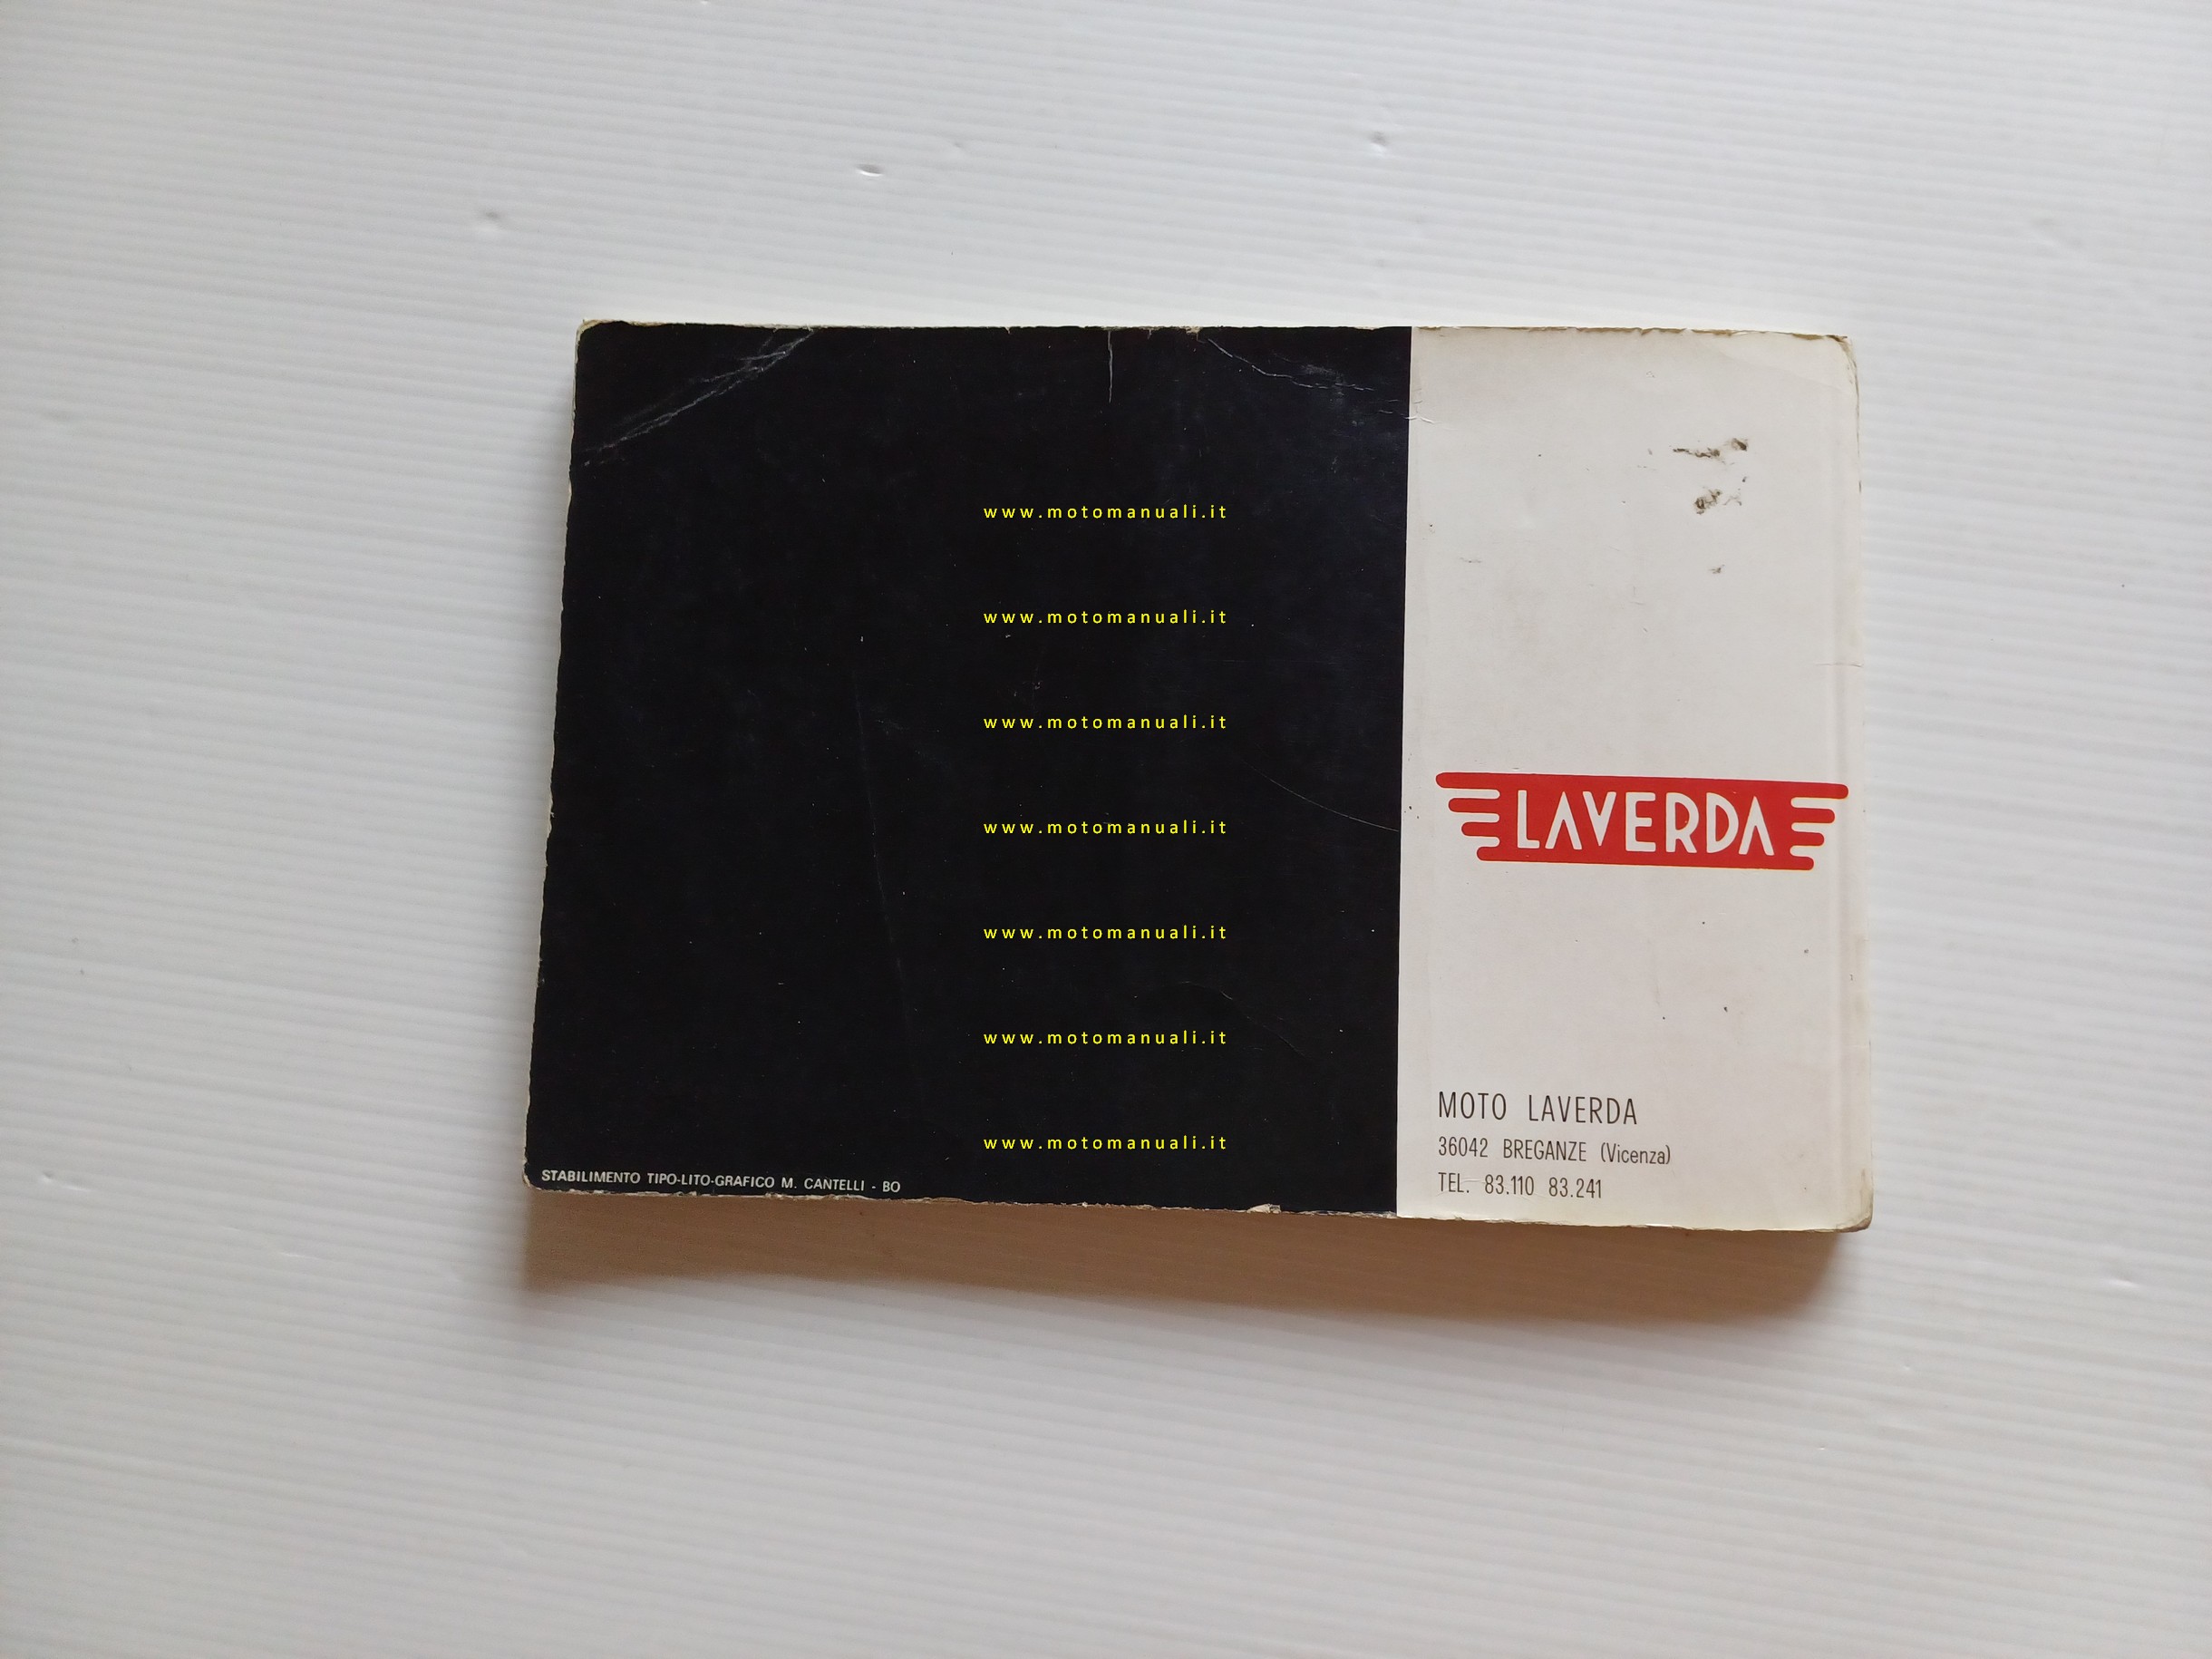 www.motomanuali.it
www.motomanuali.it
www.motomanuali.it
www.motomanuali.it
www.motomanuali.it
www.motomanuali.it
www.motomanuali.it
STABILIMENTO TIPO-LITO-GRAFICO M. CANTELLI - BO
LAVERDA
MOTO LAVERDA
36042 BREGANZE (Vicenza)
TEL. 83.110 83.241